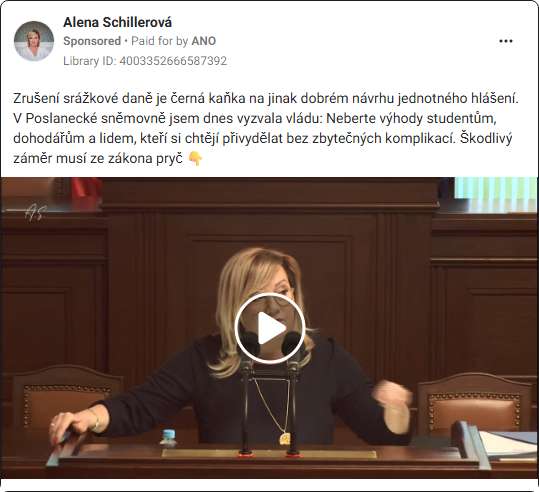 Alena Schillerová
Sponsored • Paid for by ANO
Library ID: 4003352666587392
Zrušení srážkové daně je černá kaňka na jinak dobrém návrhu jednotného hlášení.
V Poslanecké sněmovně jsem dnes vyzvala vládu: Neberte výhody studentům,
dohodářům a lidem, kteří si chtějí přivydělat bez zbytečných komplikací. Škodlivý
záměr musí ze zákona pryč 👇
AS